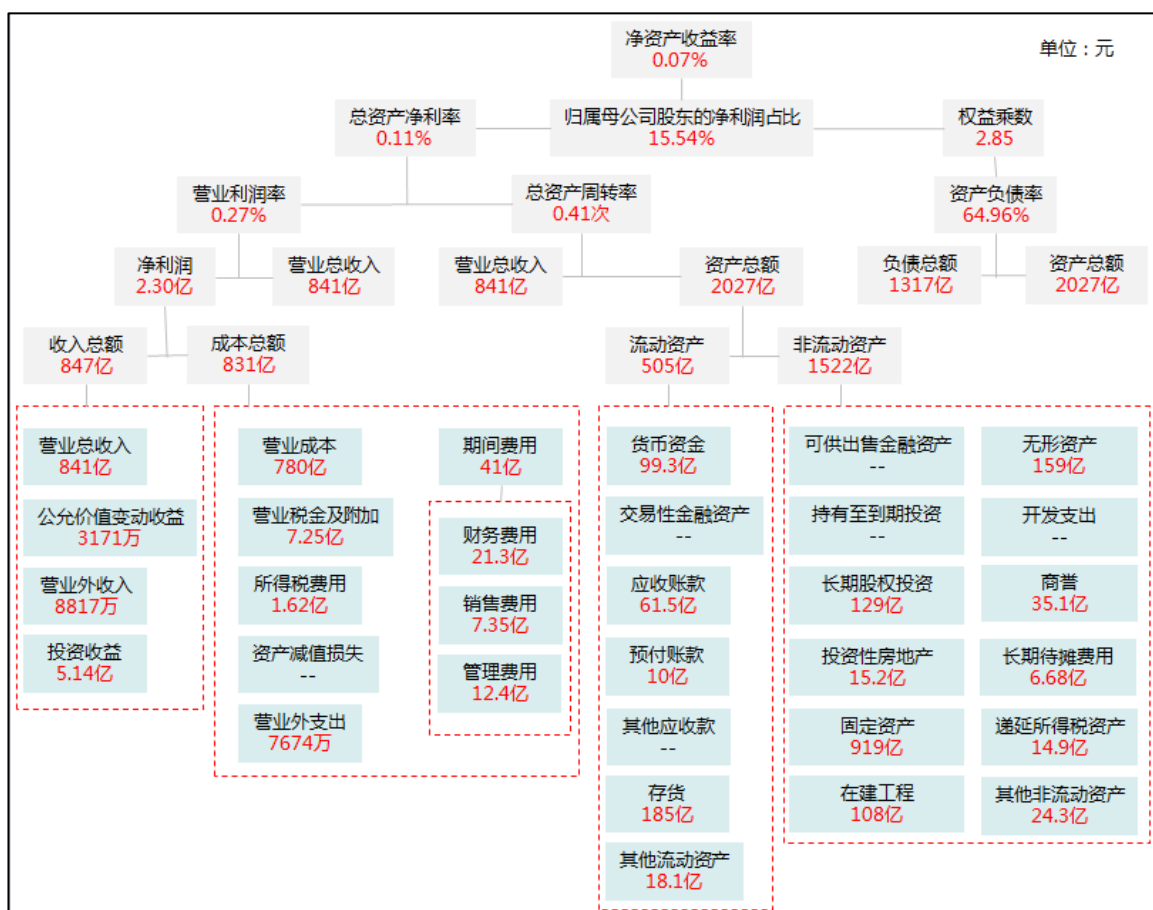 净资产收益率
0.07%
单位：元
总资产净利率
0.11%
归属母公司股东的净利润占比
15.54%
权益乘数
2.85
营业利润率
0.27%
总资产周转率
0.41次
资产负债率
64.96%
净利润
2.30亿
营业总收入
841亿
营业总收入
841亿
资产总额
2027亿
负债总额
1317亿
资产总额
2027亿
收入总额
847亿
成本总额
831亿
流动资产
505亿
非流动资产
1522亿
营业总收入
841亿
公允价值变动收益
3171万
营业外收入
8817万
投资收益
5.14亿
营业成本
780亿
营业税金及附加
7.25亿
所得税费用
1.62亿
资产减值损失
--
营业外支出
7674万
期间费用
41亿
财务费用
21.3亿
销售费用
7.35亿
管理费用
12.4亿
货币资金
99.3亿
交易性金融资产
--
应收账款
61.5亿
预付账款
10亿
其他应收款
--
存货
185亿
其他流动资产
18.1亿
可供出售金融资产
--
持有至到期投资
--
长期股权投资
129亿
投资性房地产
15.2亿
固定资产
919亿
在建工程
108亿
无形资产
159亿
开发支出
--
商誉
35.1亿
长期待摊费用
6.68亿
递延所得税资产
14.9亿
其他非流动资产
24.3亿